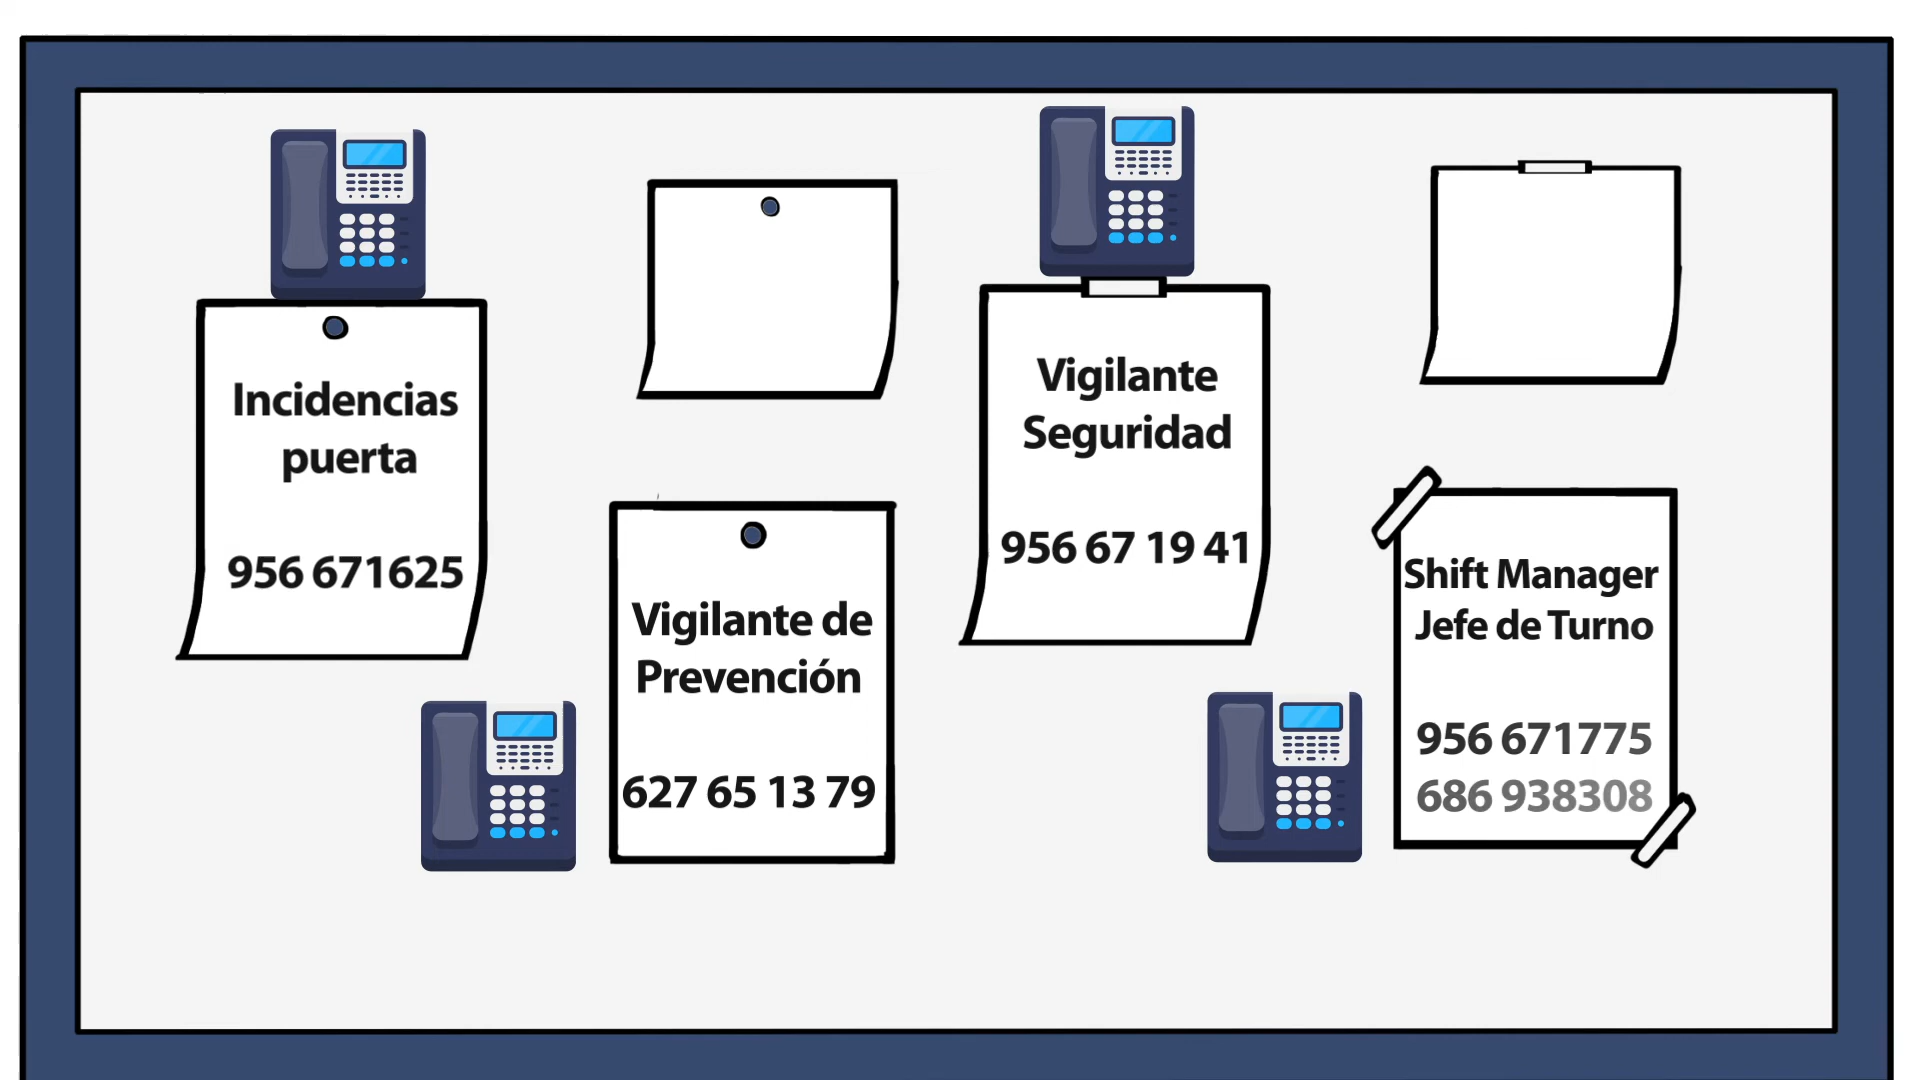 Incidencias
puerta
956 671625
Vigilante de
Prevención
627 65 13 79
Vigilante
Seguridad
956 67 19 41
Shift Manager
Jefe de Turno
956 671775
686 938308